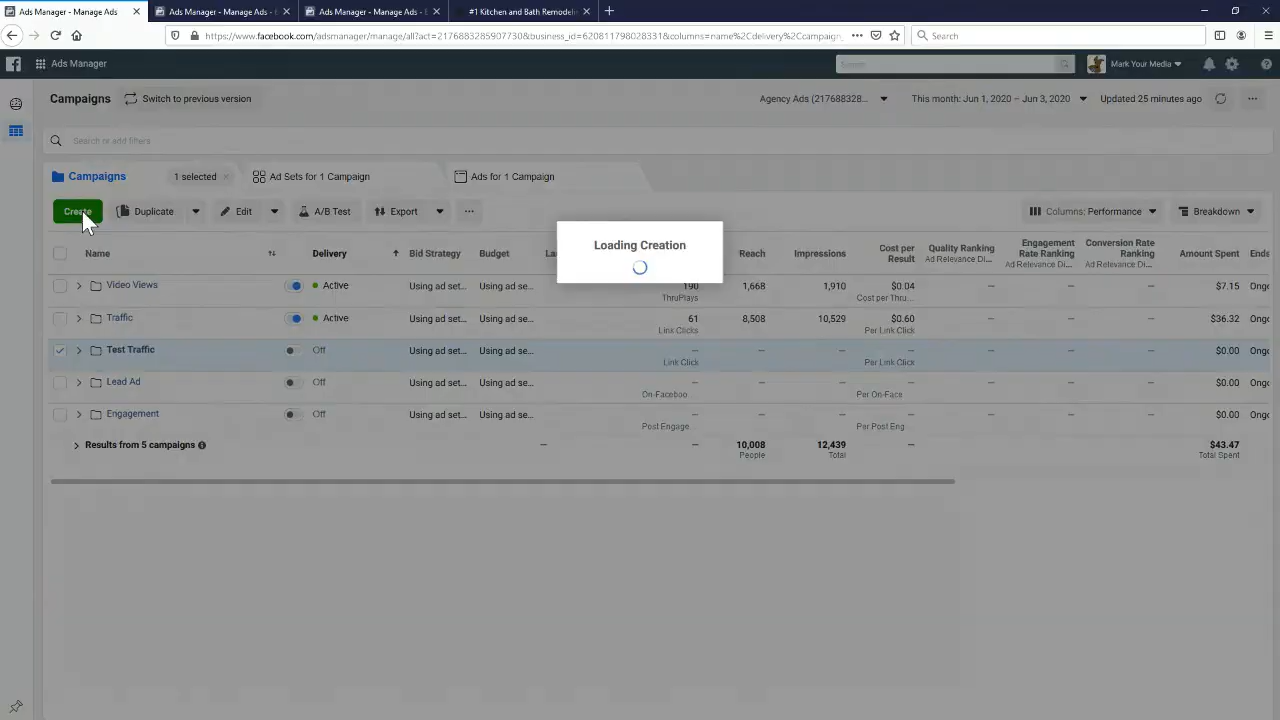 Ads Manager - Manage Ads
Ads Manager - Manage Ads -
Ads Manager - Manage Ads - E
#1 Kitchen and Bath Remodelin
https://www.facebook.com/adsmanager/manage/all?act=2176883285907730&business_id=620811798028331&columns=name%2Cdelivery%2Ccampaign_
Search
Ads Manager
Search
Mark Your Media
Campaigns
Switch to previous version
Agency Ads (217688328...
This month: Jun 1, 2020 – Jun 3, 2020
Updated 25 minutes ago
Search or add filters
Campaigns
1 selected
Ad Sets for 1 Campaign
Ads for 1 Campaign
Create
Duplicate
Edit
A/B Test
Export
Columns: Performance
Breakdown
Loading Creation
Name
Delivery
Bid Strategy
Budget
La
Reach
Impressions
Cost per Result
Quality Ranking
Ad Relevance Di...
Engagement Rate Ranking
Ad Relevance Di...
Conversion Rate Ranking
Ad Relevance Di...
Amount Spent
Ends
Video Views Active Using ad set... Using ad se... 190 1,668 1,910 $0.04 — — — $7.15 Ongo
ThruPlays Cost per Thru...
Traffic Active Using ad set... Using ad se... 61 8,508 10,529 $0.60 — — — $36.32 Ongo
Link Clicks Per Link Click
Test Traffic Off Using ad set... Using ad se... — — — — — — — $0.00 Ongo
Link Click Per Link Click
Lead Ad Off Using ad set... Using ad se... — — — — — — — $0.00 Ongo
On-Faceboo... Per On-Face
Engagement Off Using ad set... Using ad se... — — — — — — — $0.00 Ongo
Post Engage... Per Post Eng...
Results from 5 campaigns — — 10,008 12,439 — $43.47
People Total Total Spent